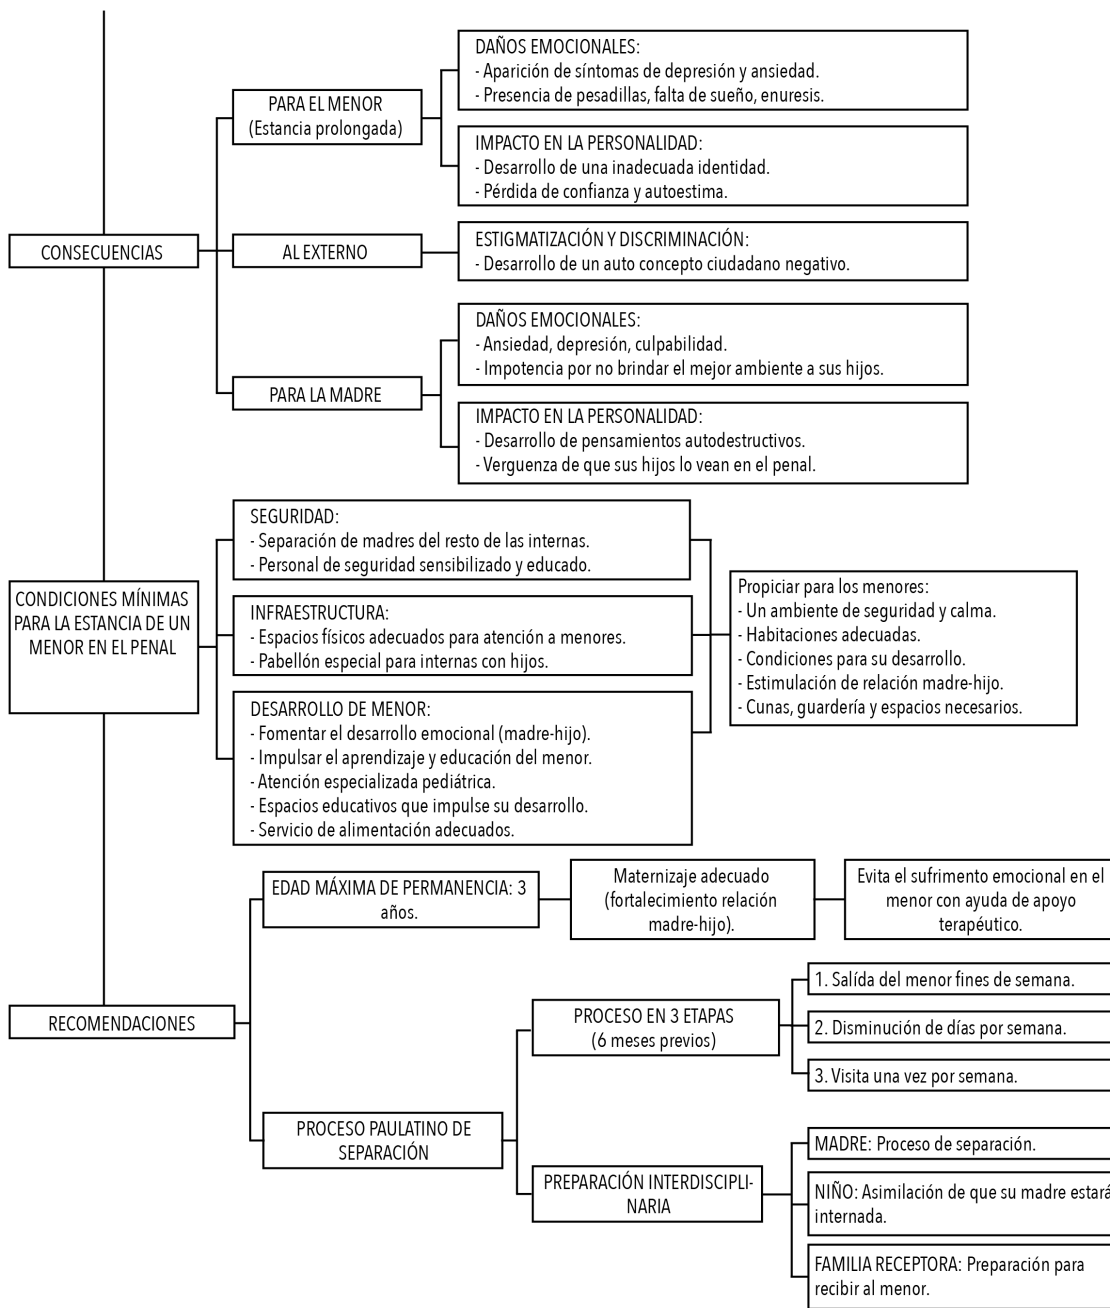 DAÑOS EMOCIONALES:
- Aparición de síntomas de depresión y ansiedad.
- Presencia de pesadillas, falta de sueño, enuresis.
PARA EL MENOR
(Estancia prolongada)
IMPACTO EN LA PERSONALIDAD:
- Desarrollo de una inadecuada identidad.
- Pérdida de confianza y autoestima.
CONSECUENCIAS
AL EXTERNO
ESTIGMATIZACIÓN Y DISCRIMINACIÓN:
- Desarrollo de un auto concepto ciudadano negativo.
DAÑOS EMOCIONALES:
- Ansiedad, depresión, culpabilidad.
- Impotencia por no brindar el mejor ambiente a sus hijos.
PARA LA MADRE
IMPACTO EN LA PERSONALIDAD:
- Desarrollo de pensamientos autodestructivos.
- Verguenza de que sus hijos lo vean en el penal.
CONDICIONES MÍNIMAS
PARA LA ESTANCIA DE UN
MENOR EN EL PENAL
SEGURIDAD:
- Separación de madres del resto de las internas.
- Personal de seguridad sensibilizado y educado.
INFRAESTRUCTURA:
- Espacios físicos adecuados para atención a menores.
- Pabellón especial para internas con hijos.
DESARROLLO DE MENOR:
- Fomentar el desarrollo emocional (madre-hijo).
- Impulsar el aprendizaje y educación del menor.
- Atención especializada pediátrica.
- Espacios educativos que impulse su desarrollo.
- Servicio de alimentación adecuados.
Propiciar para los menores:
- Un ambiente de seguridad y calma.
- Habitaciones adecuadas.
- Condiciones para su desarrollo.
- Estimulación de relación madre-hijo.
- Cunas, guardería y espacios necesarios.
RECOMENDACIONES
EDAD MÁXIMA DE PERMANENCIA: 3
años.
Maternizaje adecuado
(fortalecimiento relación
madre-hijo).
Evita el sufrimento emocional en el
menor con ayuda de apoyo
terapéutico.
PROCESO PAULATINO DE
SEPARACIÓN
PROCESO EN 3 ETAPAS
(6 meses previos)
1. Salída del menor fines de semana.
2. Disminución de días por semana.
3. Visita una vez por semana.
PREPARACIÓN INTERDISCIPLI-
NARIA
MADRE: Proceso de separación.
NIÑO: Asimilación de que su madre estará
internada.
FAMILIA RECEPTORA: Preparación para
recibir al menor.